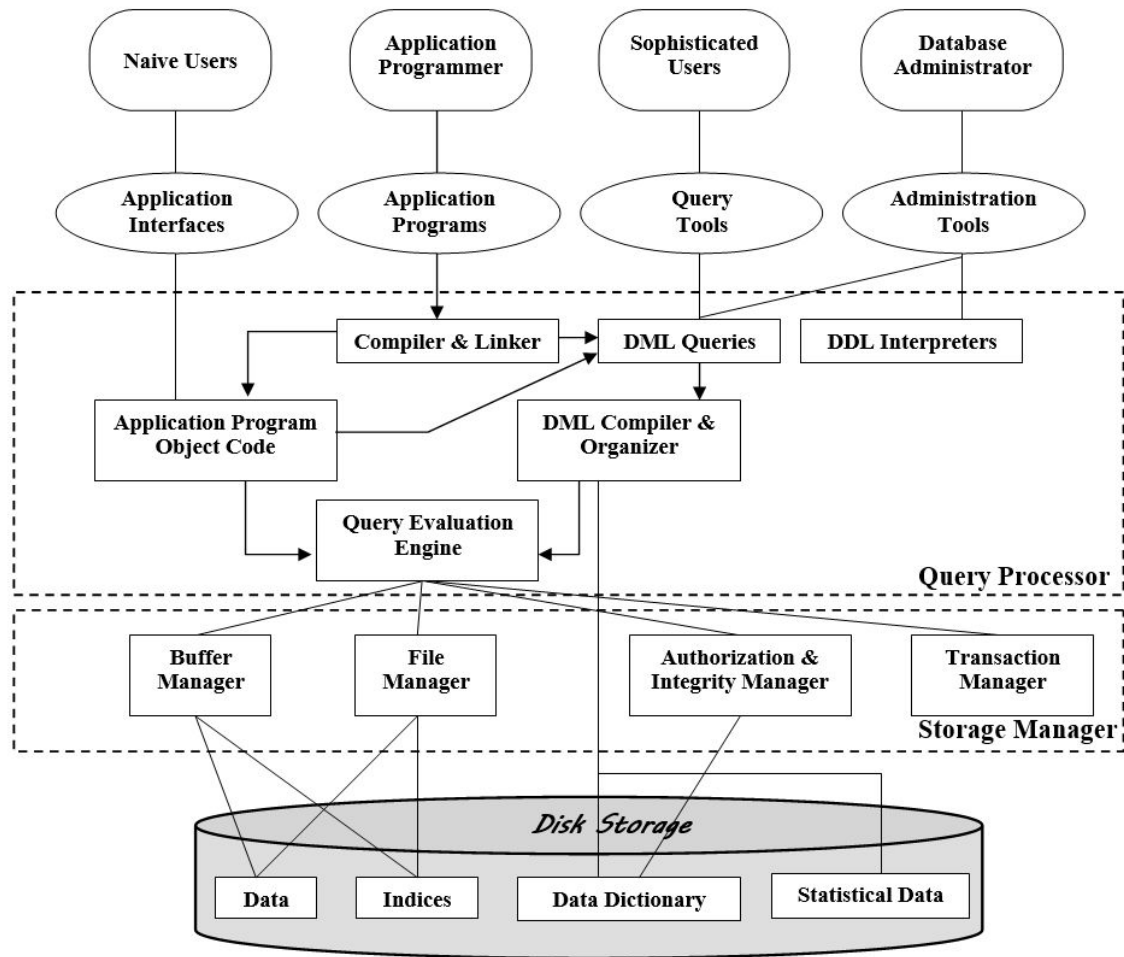 Naive Users
Application
Programmer
Sophisticated
Users
Database
Administrator
Application
Interfaces
Application
Programs
Query
Tools
Administration
Tools
Compiler & Linker
DML Queries
DDL Interpreters
Application Program
Object Code
DML Compiler &
Organizer
Query Evaluation
Engine
Query Processor
Buffer
Manager
File
Manager
Authorization &
Integrity Manager
Transaction
Manager
Storage Manager
Disk Storage
Data
Indices
Data Dictionary
Statistical Data